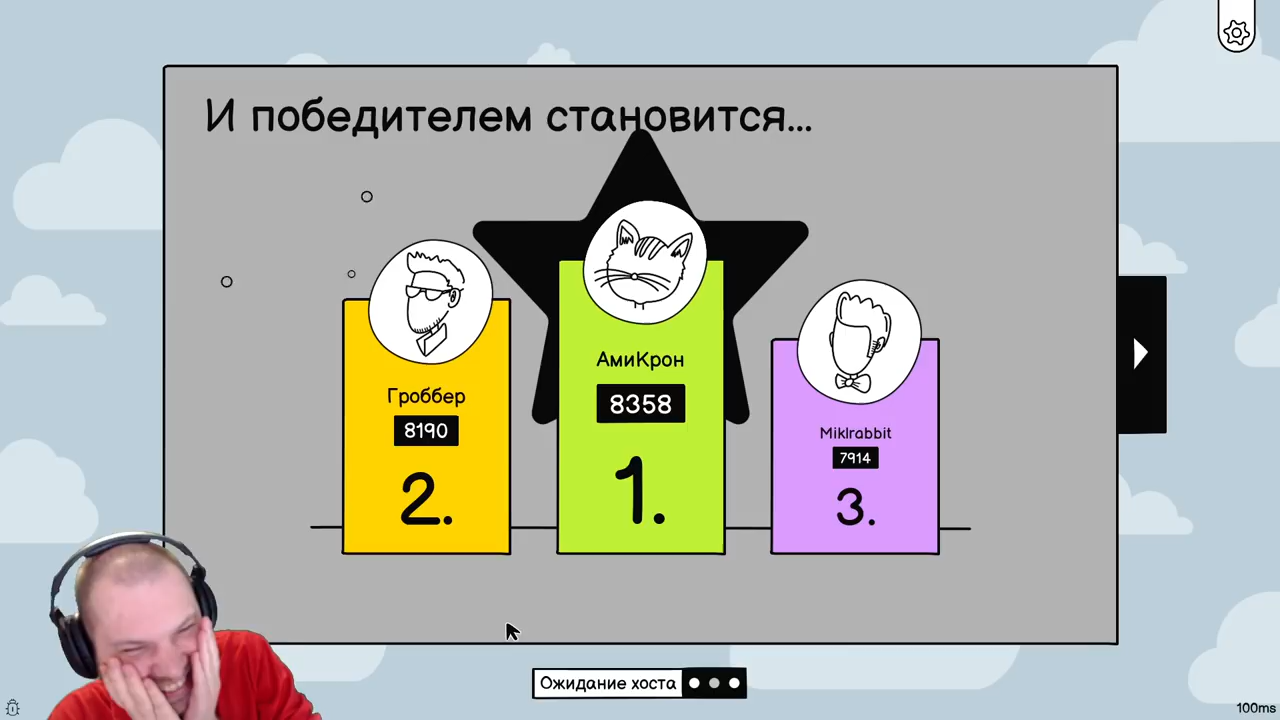 И победителем становится...
Гроббер
8190
2.
АмиКрон
8358
1.
Miklrabbit
7914
3.
Ожидание хоста
100ms